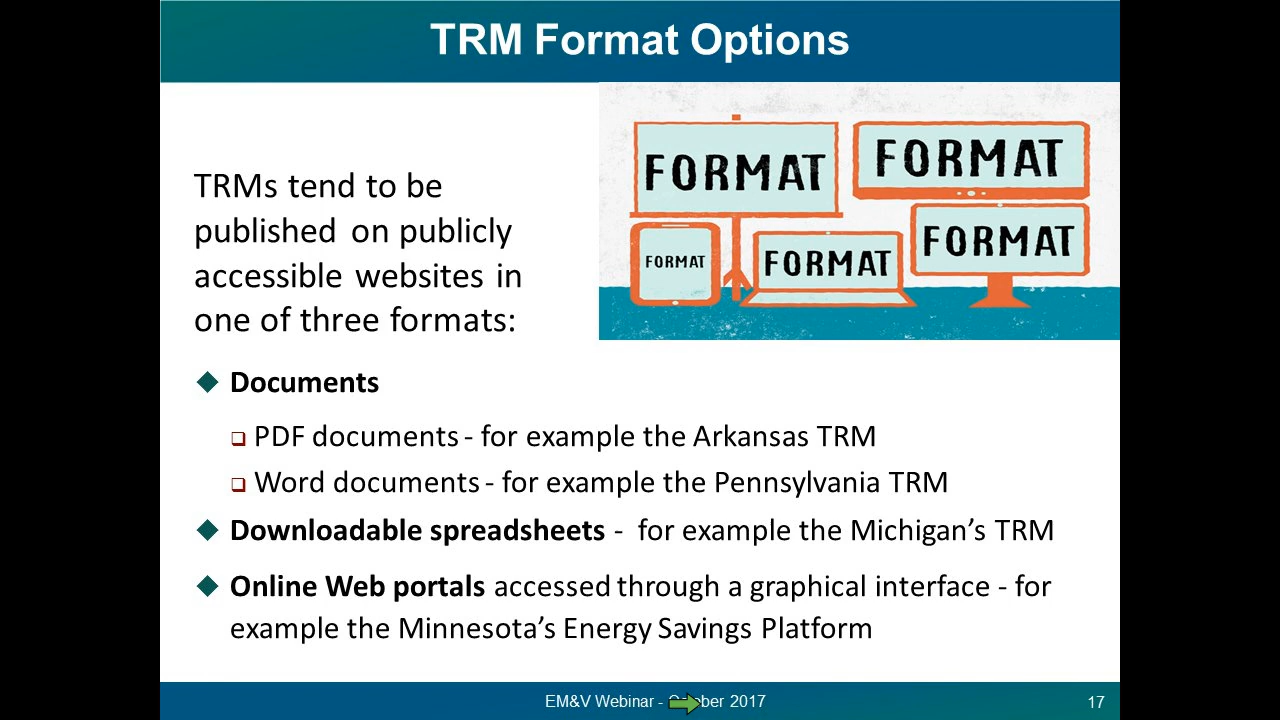 TRM Format Options
FORMAT
FORMAT
FORMAT
FORMAT
FORMAT
TRMs tend to be
published on publicly
accessible websites in
one of three formats:
Documents
PDF documents - for example the Arkansas TRM
Word documents - for example the Pennsylvania TRM
Downloadable spreadsheets - for example the Michigan’s TRM
Online Web portals accessed through a graphical interface - for
example the Minnesota’s Energy Savings Platform
EM&V Webinar - October 2017
17